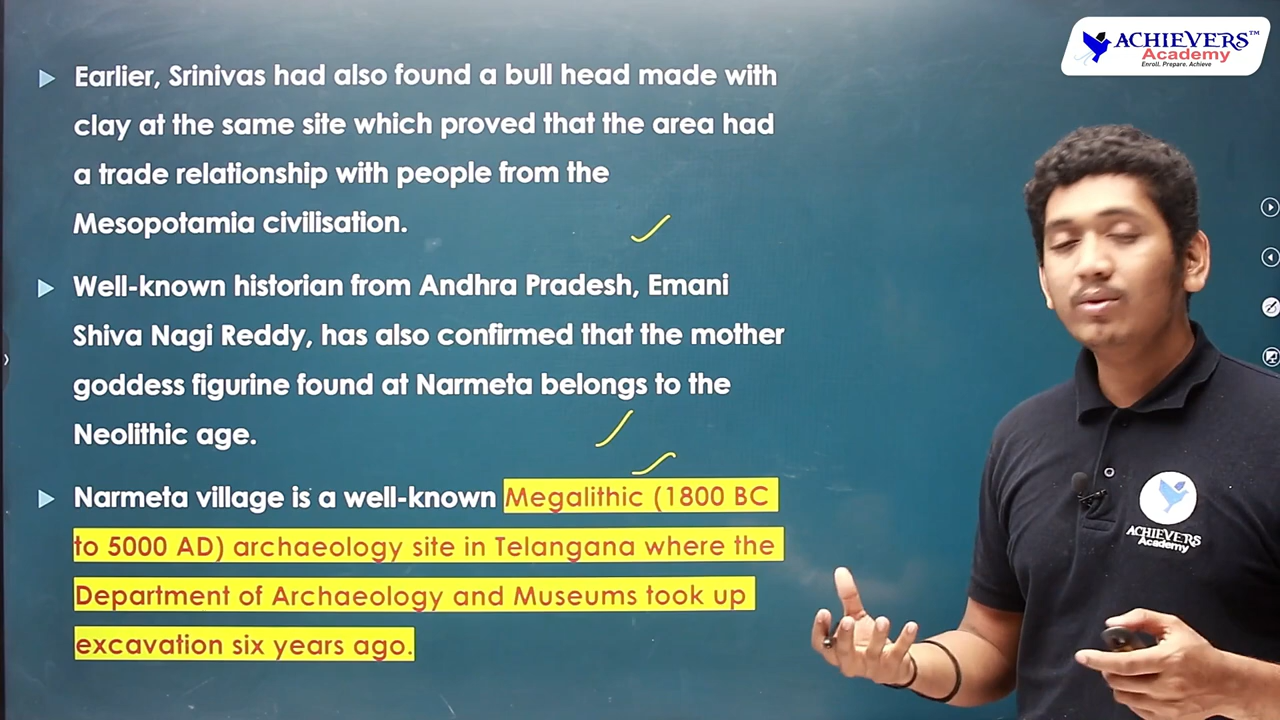 ACHIEVERS™
Academy
Enroll. Prepare. Achieve
Earlier, Srinivas had also found a bull head made with
clay at the same site which proved that the area had
a trade relationship with people from the
Mesopotamia civilisation.
Well-known historian from Andhra Pradesh, Emani
Shiva Nagi Reddy, has also confirmed that the mother
goddess figurine found at Narmeta belongs to the
Neolithic age.
Narmeta village is a well-known Megalithic (1800 BC
to 5000 AD) archaeology site in Telangana where the
Department of Archaeology and Museums took up
excavation six years ago.
ACHIEVERS
Academy